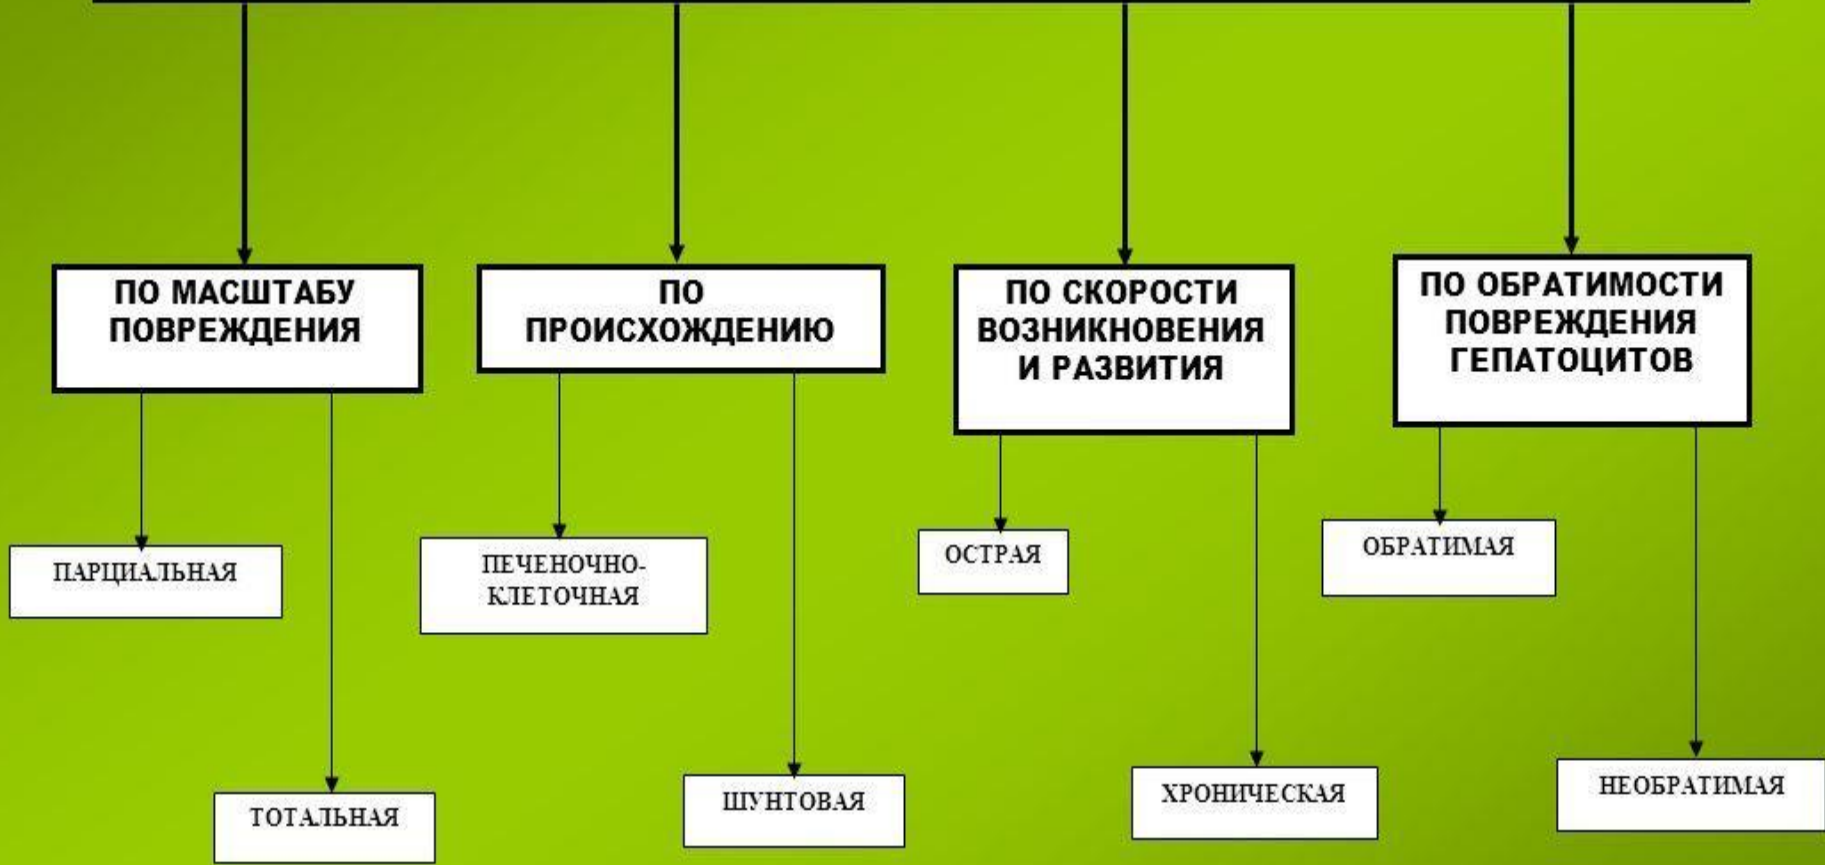 ПО МАСШТАБУ
ПОВРЕЖДЕНИЯ
ПО
ПРОИСХОЖДЕНИЮ
ПО СКОРОСТИ
ВОЗНИКНОВЕНИЯ
И РАЗВИТИЯ
ПО ОБРАТИМОСТИ
ПОВРЕЖДЕНИЯ
ГЕПАТОЦИТОВ
ПАРЦИАЛЬНАЯ
ПЕЧЕНОЧНО-
КЛЕТОЧНАЯ
ОСТРАЯ
ОБРАТИМАЯ
ТОТАЛЬНАЯ
ШУНТОВАЯ
ХРОНИЧЕСКАЯ
НЕОБРАТИМАЯ